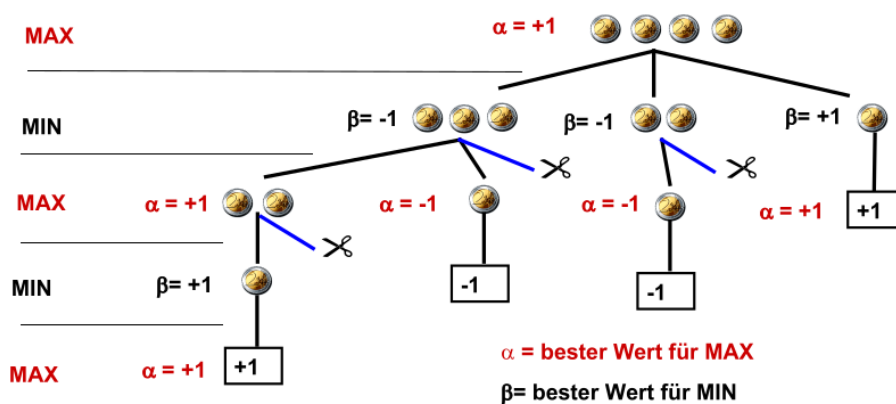 MAX α = +1
MIN β= -1 β= -1 β= +1
MAX α = +1 α = -1 α = -1 α = +1 +1
MIN β= +1 -1 -1
α = bester Wert für MAX
MAX α = +1 +1
β= bester Wert für MIN